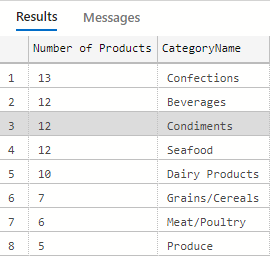 Results Messages
Number of Products CategoryName
1 13 Confections
2 12 Beverages
3 12 Condiments
4 12 Seafood
5 10 Dairy Products
6 7 Grains/Cereals
7 6 Meat/Poultry
8 5 Produce